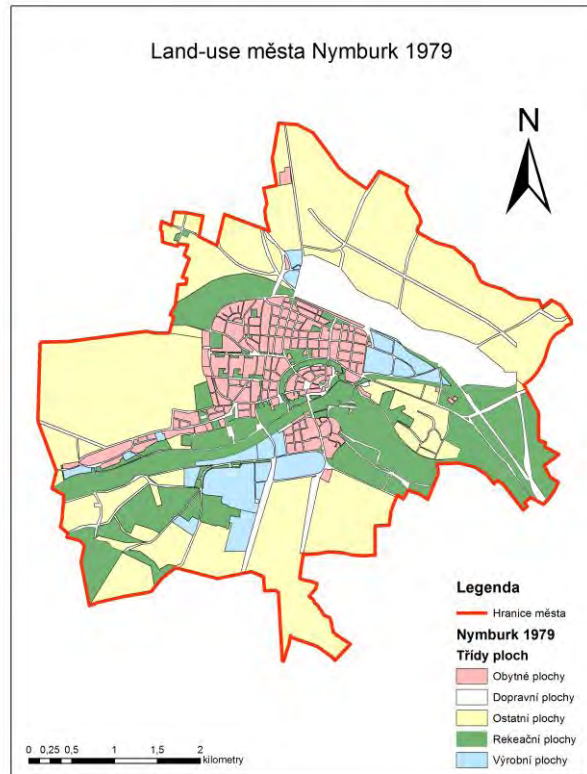 Land-use města Nymburk 1979
N
Legenda
Hranice města
Nymburk 1979
Třídy ploch
Obytné plochy
Dopravní plochy
Ostatní plochy
Rekeační plochy
Výrobní plochy
0 0,25 0,5 1 1,5 2
kilometry